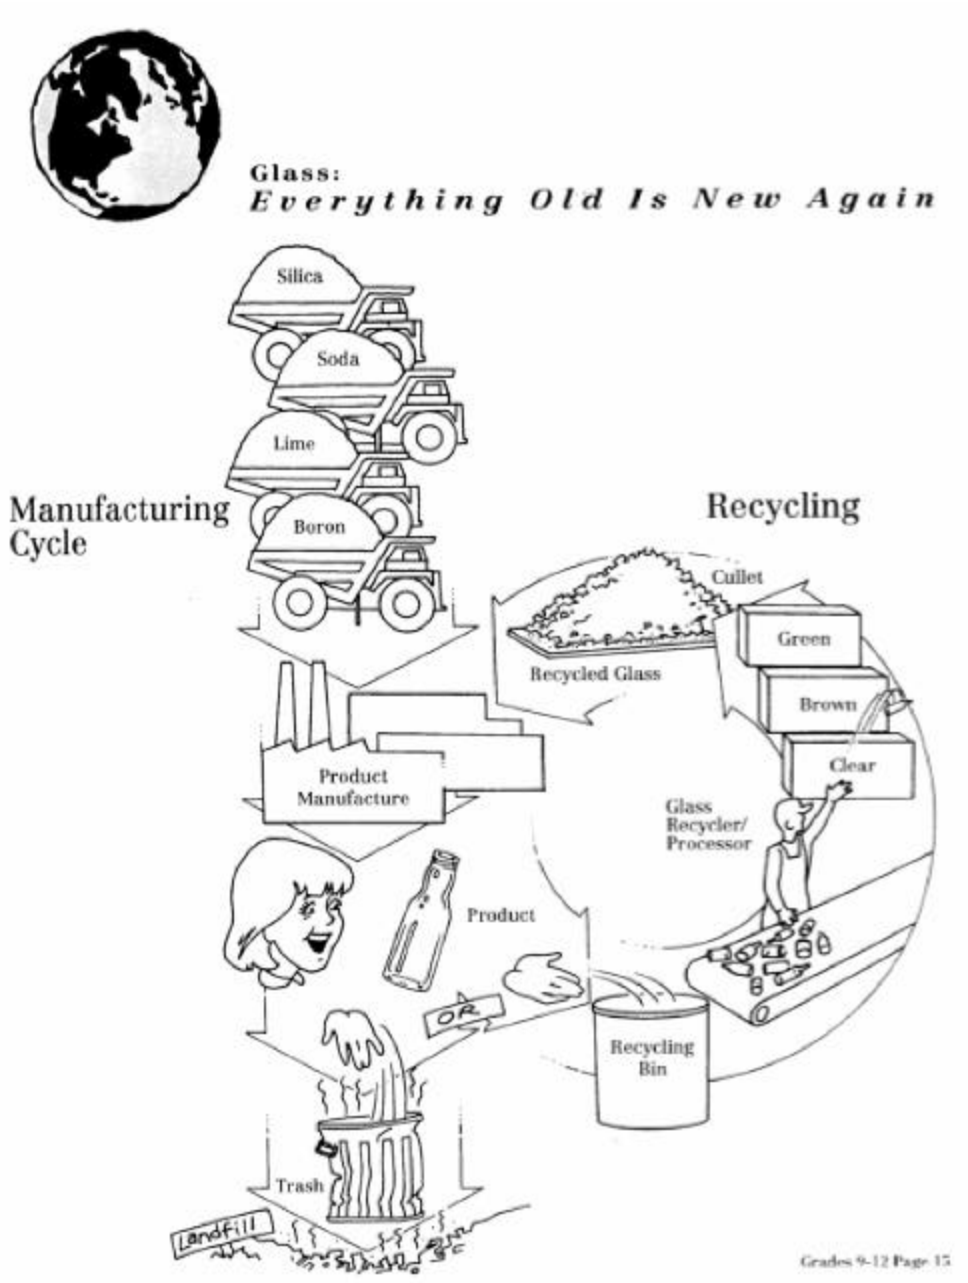 Glass:
Everything Old Is New Again
Silica
Soda
Lime
Boron
Manufacturing
Cycle
Recycling
Cullet
Recycled Glass
Green
Brown
Clear
Glass
Recycler/
Processor
Product
Manufacture
Product
OR
Recycling
Bin
Trash
Landfill
Grades 9-12 Page 15